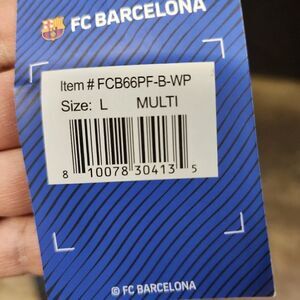 FC BARCELONA
Item # FCB66PF-B-WP
Size: L MULTI
8 10078 30413 5
© FC BARCELONA